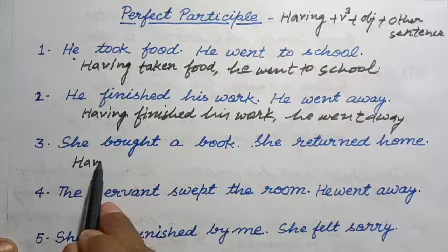 Perfect Participle - Having + v³ + obj + other sentence
1. He took food. He went to school.
Having taken food, he went to school
2. He finished his work. He went away.
Having finished his work, he went away
3. She bought a book. She returned home.
Hav
4. The servant swept the room. He went away.
5. She nished by me. She felt sorry.